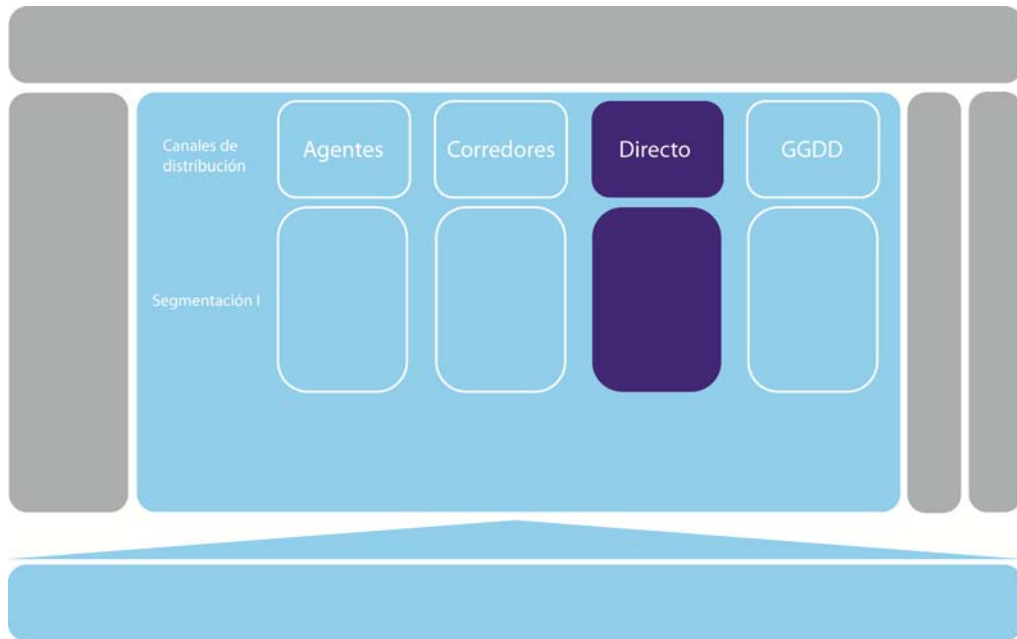 Canales de
distribución
Agentes
Corredores
Directo
GGDD
Segmentación I